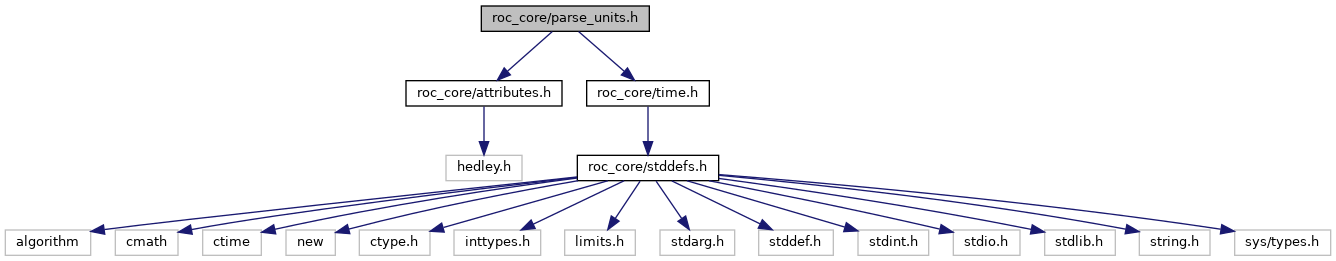 roc_core/parse_units.h
roc_core/attributes.h
roc_core/time.h
hedley.h
roc_core/stddefs.h
algorithm
cmath
ctime
new
ctype.h
inttypes.h
limits.h
stdarg.h
stddef.h
stdint.h
stdio.h
stdlib.h
string.h
sys/types.h